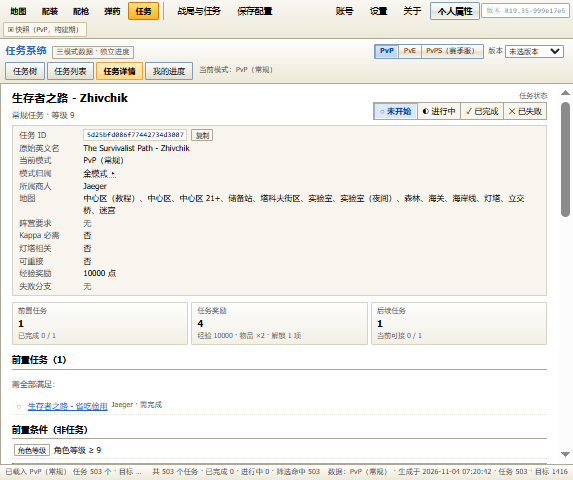 地图 配装 枪匠 弹药 任务 战局与任务 保存配置 账号 设置 关于 个人属性 版本 R19.35-999e17e5
快照（PvP, 构建期）
任务系统 三模式数据 · 独立进度 PvP PvE PvPS（赛季服） 版本 未选版本
任务树 任务列表 任务详情 我的进度 当前模式: PvP（常规）
生存者之路 - Zhivchik 任务状态
常规任务 · 等级 9 ○ 未开始 ◐ 进行中 ✓ 已完成 ✕ 已失败
任务 ID 5d25bfd086f77442734d3007 复制
原始英文名 The Survivalist Path - Zhivchik
当前模式 PvP（常规）
模式归属 全模式
所属商人 Jaeger
地图 中心区（教程）、中心区、中心区 21+、储备站、塔科夫街区、实验室、实验室（夜间）、森林、海关、海岸线、灯塔、立交
桥、迷宫
阵营要求 无
Kappa 必需 否
灯塔相关 否
可重接 否
经验奖励 10000 点
失败分支 无
前置任务 任务奖励 后续任务
1 4 1
已完成 0 / 1 经验 10000 · 物品 ×2 · 解锁 1 项 当前可接 0 / 1
前置任务（1）
需全部满足:
○ 生存者之路 - 省吃俭用 Jaeger · 需完成
前置条件（非任务）
角色等级 角色等级 ≥ 9
已载入 PvP（常规） 任务 503 个 · 目标 ... 共 503 个任务 · 已完成 0 · 进行中 0 · 筛选命中 503 数据: PvP（常规） · 生成于 2026-11-04 07:20:42 · 任务 503 · 目标 1416